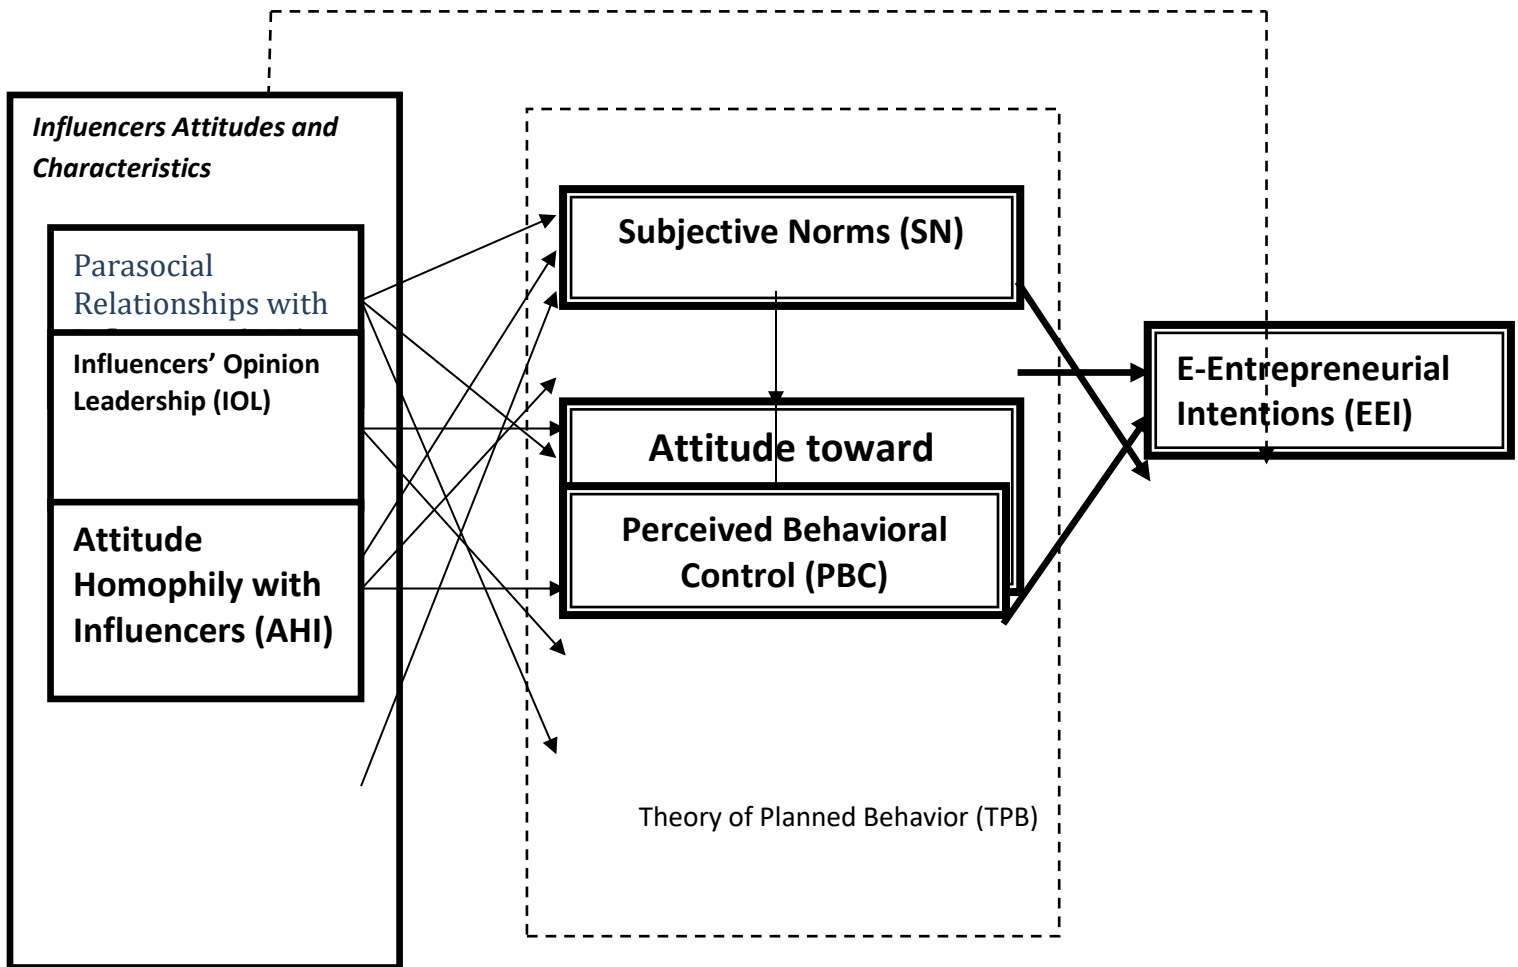 Influencers Attitudes and
Characteristics
Parasocial
Relationships with
Influencers' Opinion
Leadership (IOL)
Attitude
Homophily with
Influencers (AHI)
Subjective Norms (SN)
Attitude toward
Perceived Behavioral
Control (PBC)
Theory of Planned Behavior (TPB)
E-Entrepreneurial
Intentions (EEI)